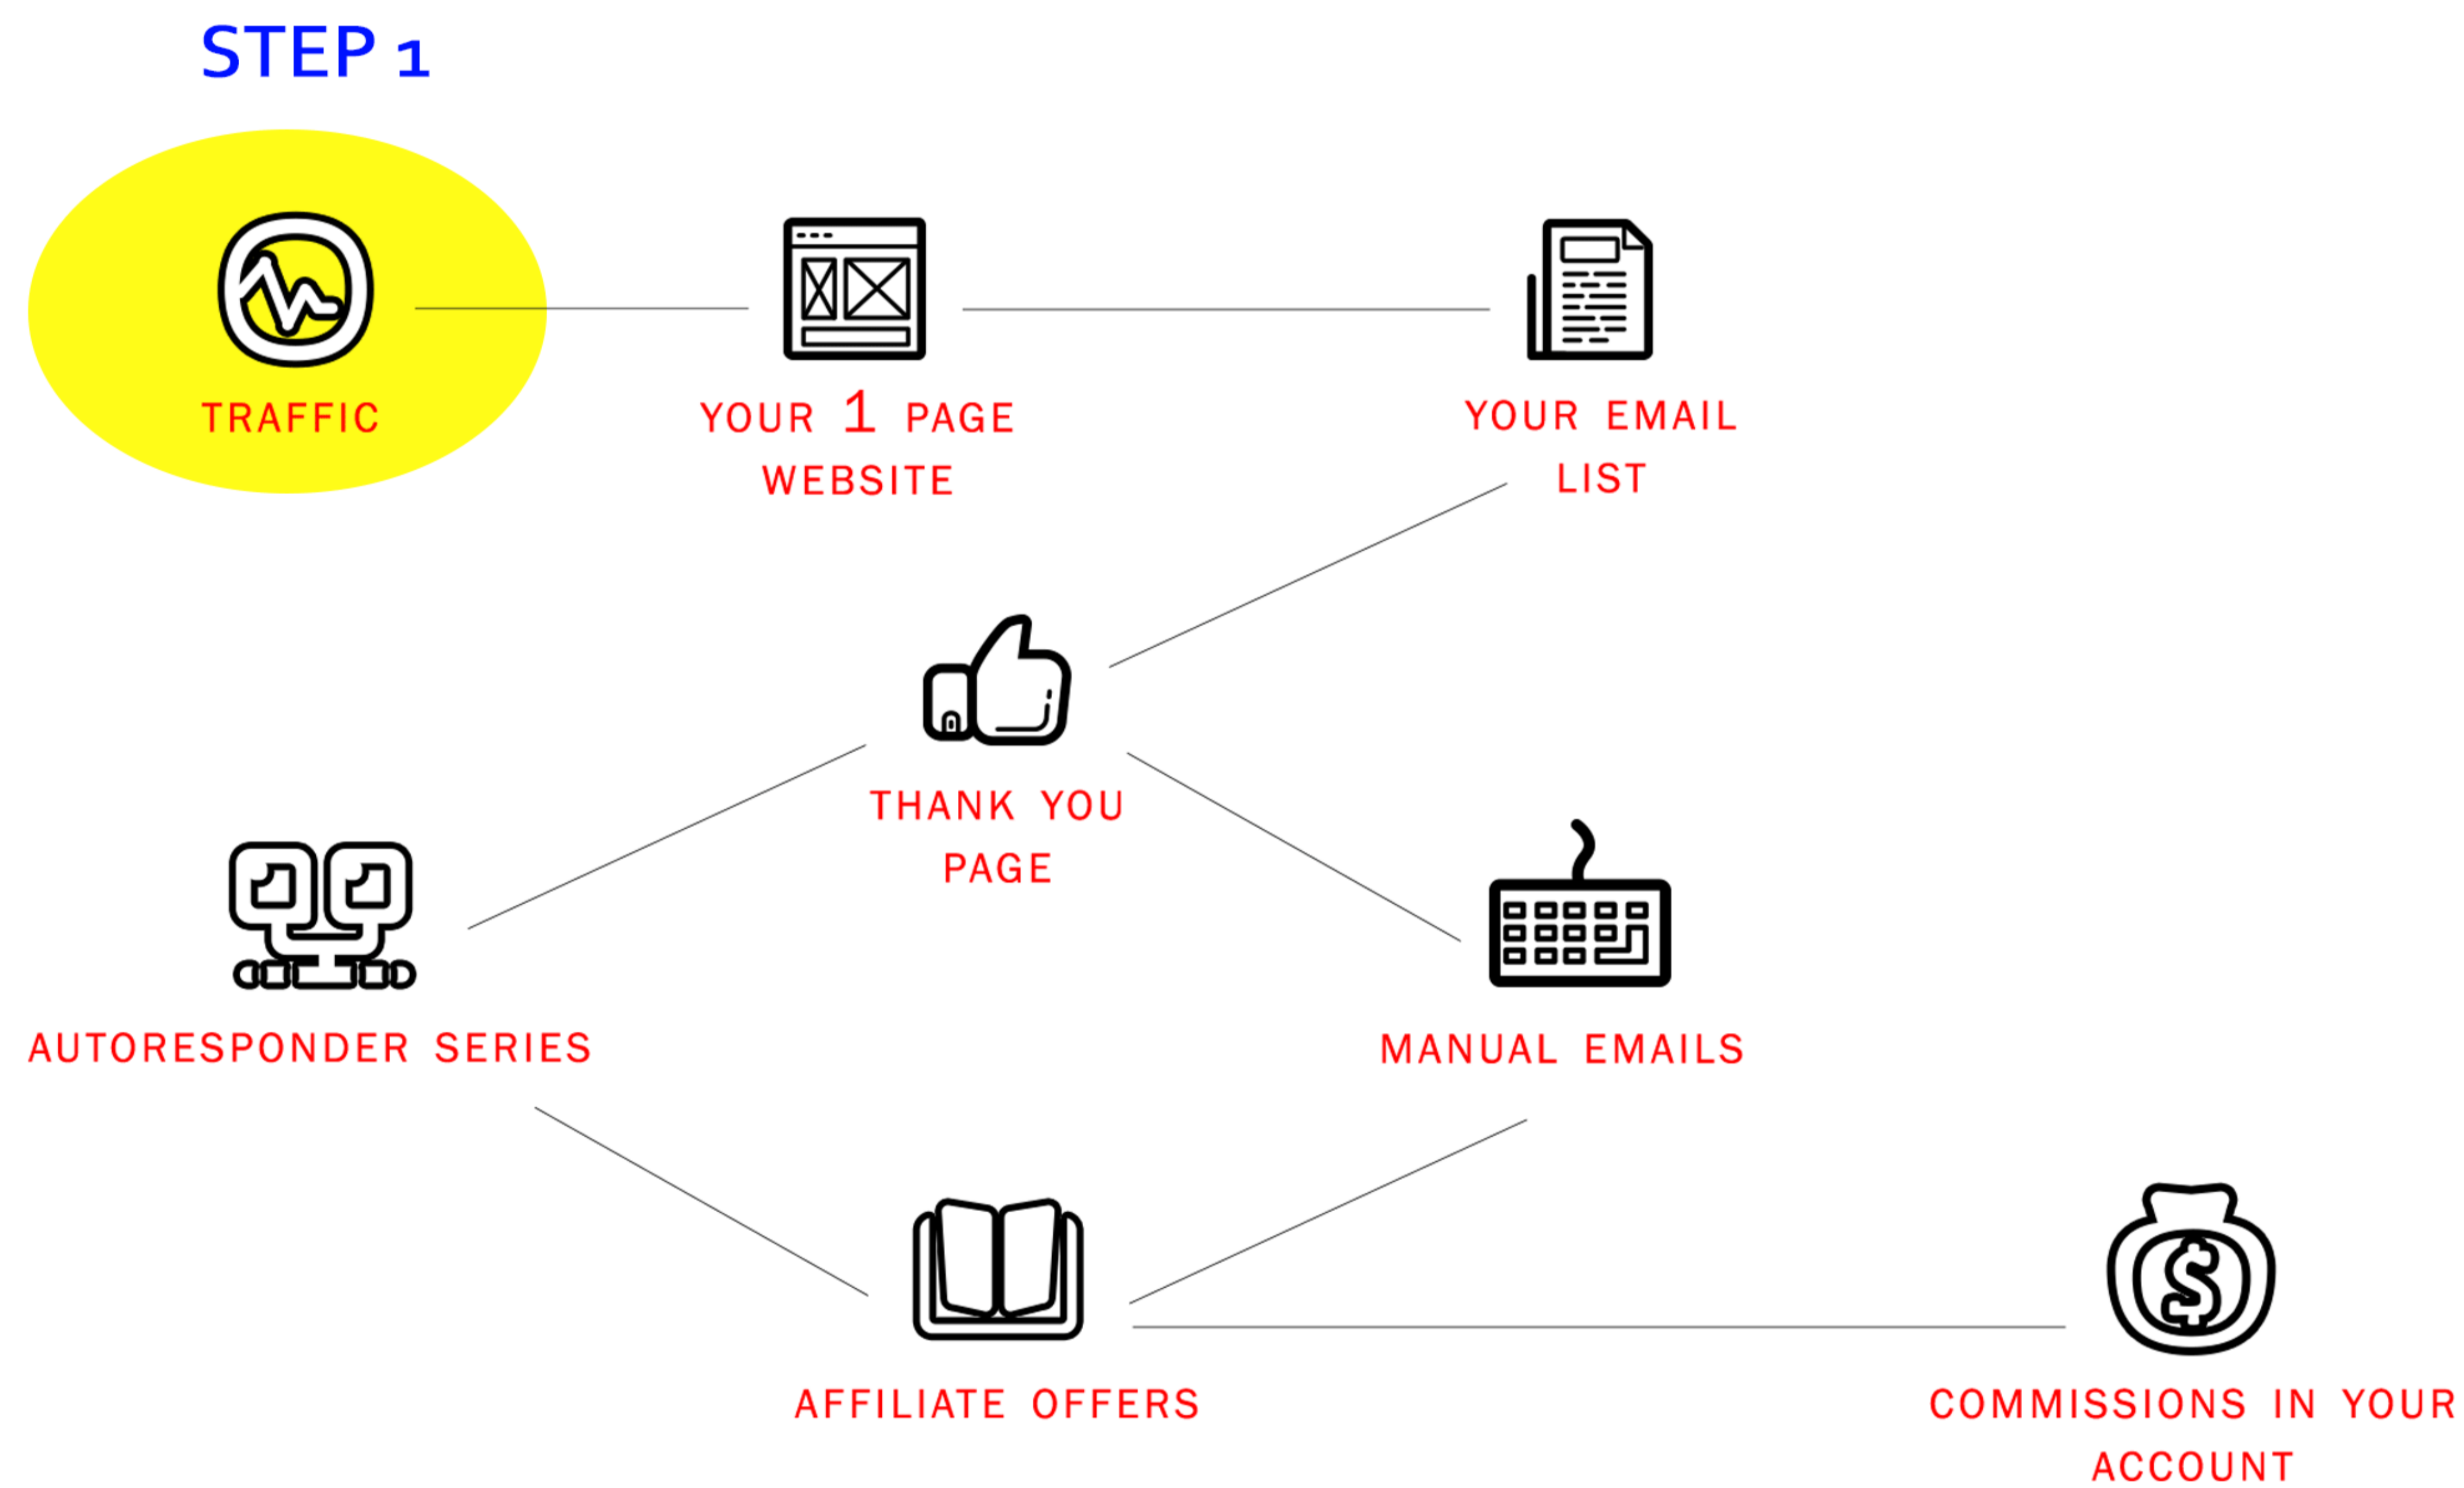 STEP 1
TRAFFIC
YOUR 1 PAGE
WEBSITE
YOUR EMAIL
LIST
THANK YOU
PAGE
AUTORESPONDER SERIES
MANUAL EMAILS
AFFILIATE OFFERS
COMMISSIONS IN YOUR
ACCOUNT